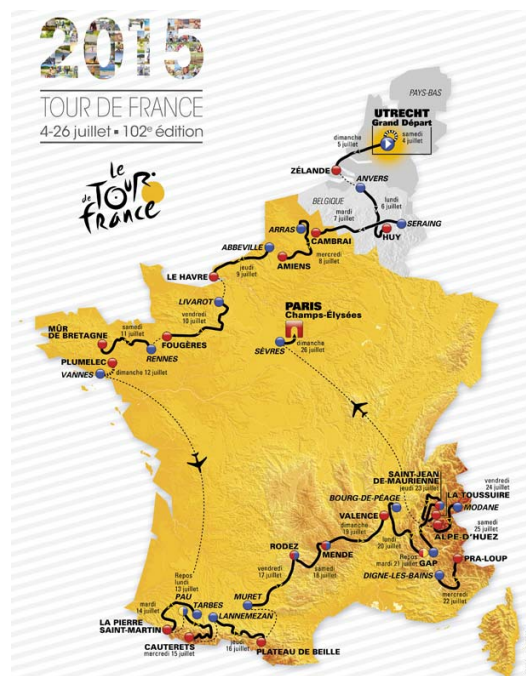 2015
TOUR DE FRANCE
4-26 juillet ▪ 102e édition
le
TOUR
de
france
PAYS-BAS
UTRECHT
Grand Départ
samedi
4 juillet
dimanche
5 juillet
ZÉLANDE
ANVERS
lundi
6 juillet
BELGIQUE
mardi
7 juillet
SERAING
HUY
ARRAS
CAMBRAI
ABBEVILLE
mercredi
8 juillet
AMIENS
jeudi
9 juillet
LE HAVRE
LIVAROT
vendredi
10 juillet
PARIS
Champs-Élysées
MÛR
DE BRETAGNE
samedi
11 juillet
FOUGÈRES
dimanche
26 juillet
SÈVRES
RENNES
PLUMELEC
dimanche 12 juillet
VANNES
SAINT-JEAN
DE-MAURIENNE
jeudi 23 juillet
vendredi
24 juillet
LA TOUSSUIRE
BOURG-DE-PÉAGE
MODANE
VALENCE
samedi
25 juillet
dimanche
19 juillet
ALPE-D'HUEZ
lundi
20 juillet
RODEZ
MENDE
Repos
mardi 21 juillet
GAP
PRA-LOUP
vendredi
17 juillet
samedi
18 juillet
DIGNE-LES-BAINS
Repos
lundi
13 juillet
mercredi
22 juillet
PAU
MURET
mardi
14 juillet
TARBES
LANNEMEZAN
LA PIERRE
SAINT-MARTIN
CAUTERETS
mercredi 15 juillet
jeudi
16 juillet
PLATEAU DE BEILLE